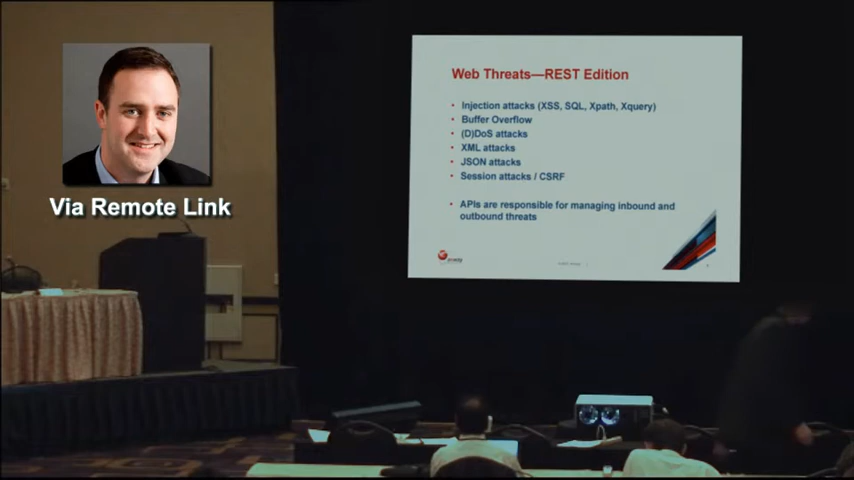 Via Remote Link
Web Threats—REST Edition
• Injection attacks (XSS, SQL, Xpath, Xquery)
• Buffer Overflow
• (D)DoS attacks
• XML attacks
• JSON attacks
• Session attacks / CSRF
• APIs are responsible for managing inbound and
outbound threats